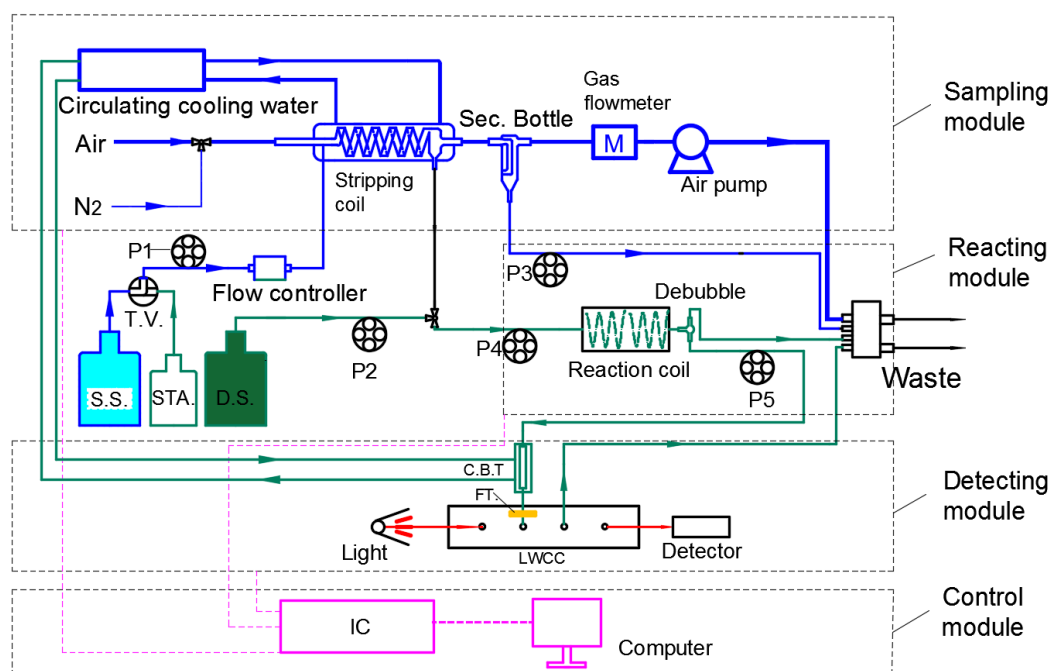 Circulating cooling water
Air
N2
Stripping
coil
Sec. Bottle
Gas
flowmeter
M
Air pump
Sampling
module
P1
T.V.
Flow controller
S.S.
STA.
D.S.
P2
P3
P4
Debubble
Reaction coil
P5
Reacting
module
Waste
C.B.T
FT.
Light
LWCC
Detector
Detecting
module
IC
Computer
Control
module